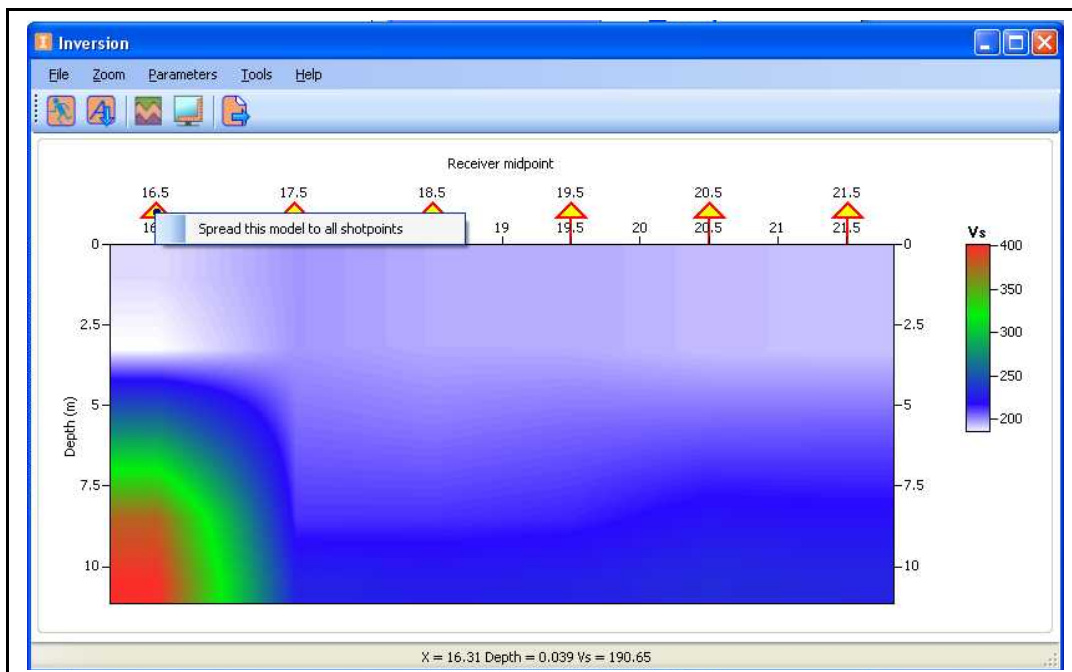 Inversion
File Zoom Parameters Tools Help
Receiver midpoint
16.5 17.5 18.5 19.5 20.5 21.5
Spread this model to all shotpoints
19 19.5 20 20.5 21 21.5
Vs
0 0 400
350
2.5 2.5
300
5 5 250
200
Depth (m)
7.5 7.5
10 10
X = 16.31 Depth = 0.039 Vs = 190.65